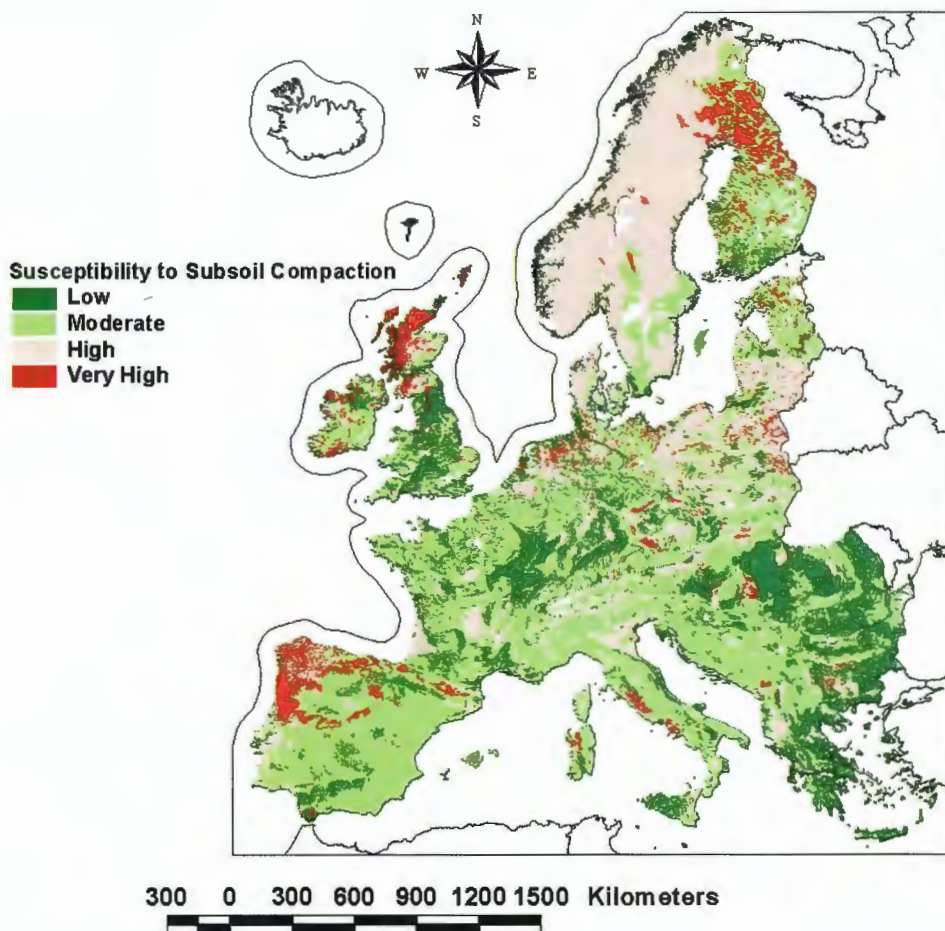 N
W E
S
Susceptibility to Subsoil Compaction
Low
Moderate
High
Very High
300 0 300 600 900 1200 1500 Kilometers